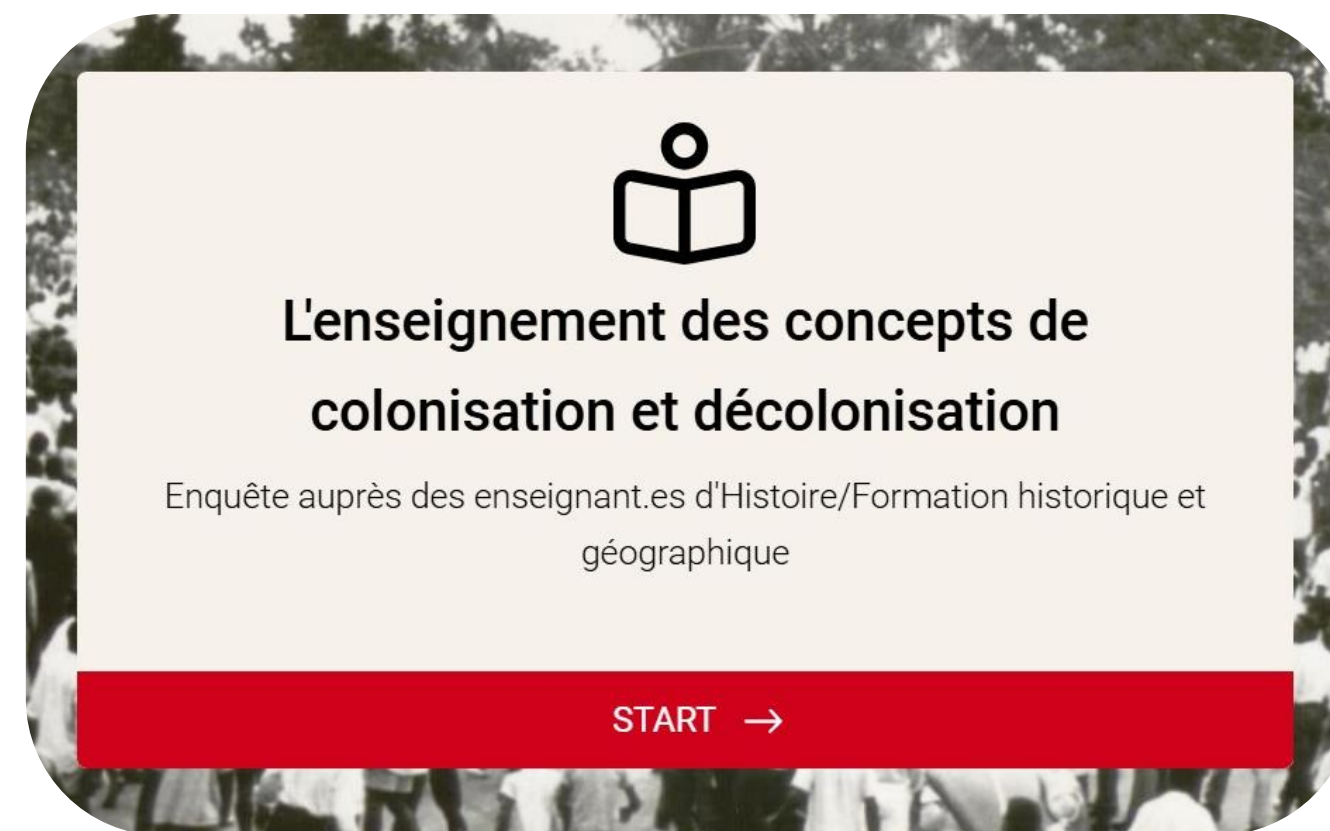 L'enseignement des concepts de
colonisation et décolonisation
Enquête auprès des enseignant.es d'Histoire/Formation historique et
géographique
START →